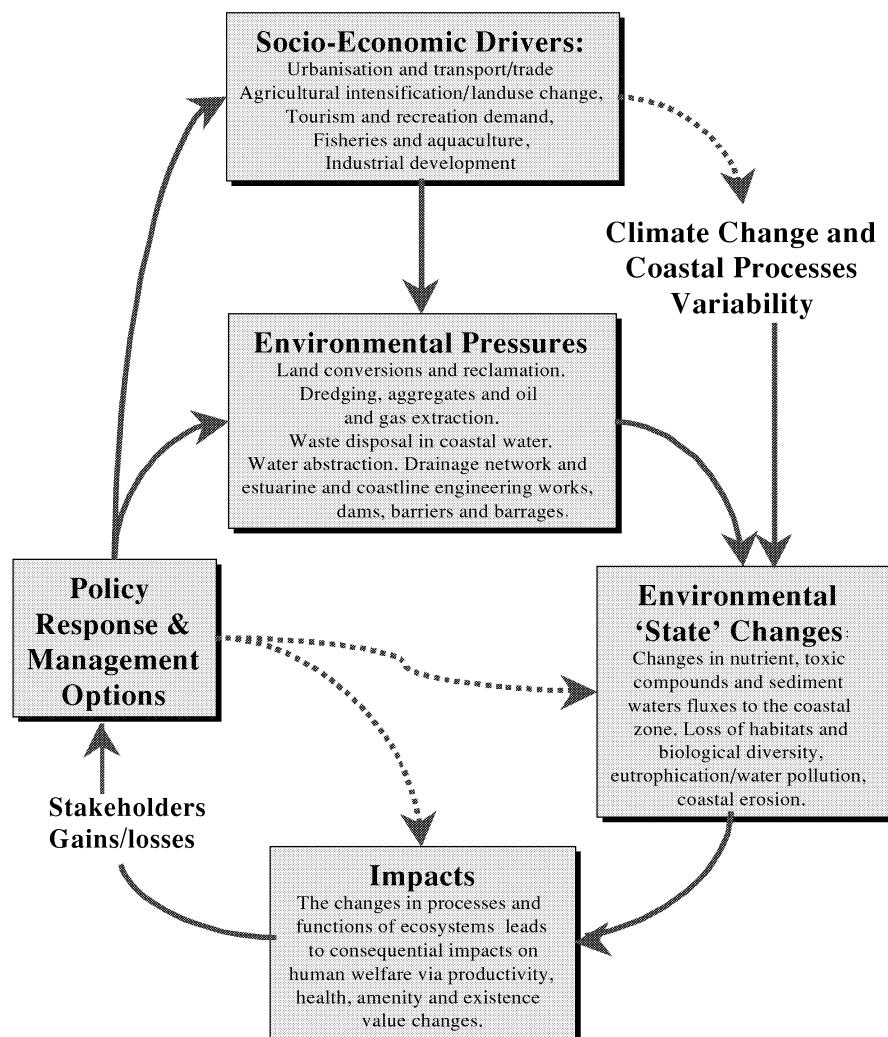 Socio-Economic Drivers:
Urbanisation and transport/trade
Agricultural intensification/landuse change,
Tourism and recreation demand,
Fisheries and aquaculture,
Industrial development
Climate Change and
Coastal Processes
Variability
Environmental Pressures
Land conversions and reclamation.
Dredging, aggregates and oil
and gas extraction.
Waste disposal in coastal water.
Water abstraction. Drainage network and
estuarine and coastline engineering works,
dams, barriers and barrages.
Policy
Response &
Management
Options
Environmental
‘State’ Changes:
Changes in nutrient, toxic
compounds and sediment
waters fluxes to the coastal
zone. Loss of habitats and
biological diversity,
eutrophication/water pollution,
coastal erosion.
Stakeholders
Gains/losses
Impacts
The changes in processes and
functions of ecosystems leads
to consequential impacts on
human welfare via productivity,
health, amenity and existence
value changes.